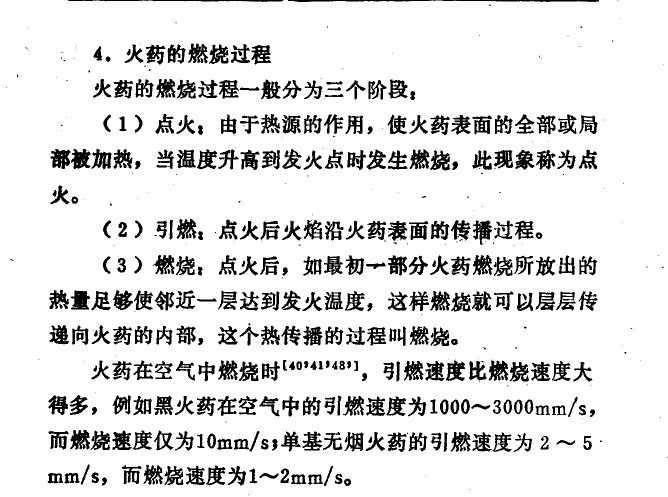 4．火药的燃烧过程
火药的燃烧过程一般分为三个阶段：
（1）点火：由于热源的作用，使火药表面的全部或局
部被加热，当温度升高到发火点时发生燃烧，此现象称为点
火。
（2）引燃：点火后火焰沿火药表面的传播过程。
（3）燃烧：点火后，如最初一部分火药燃烧所放出的
热量足够使邻近一层达到发火温度，这样燃烧就可以层层传
递向火药的内部，这个热传播的过程叫燃烧。
火药在空气中燃烧时[40,41,48,]，引燃速度比燃烧速度大
得多，例如黑火药在空气中的引燃速度为1000～3000mm/s，
而燃烧速度仅为10mm/s；单基无烟火药的引燃速度为2～5
mm/s，而燃烧速度为1～2mm/s。